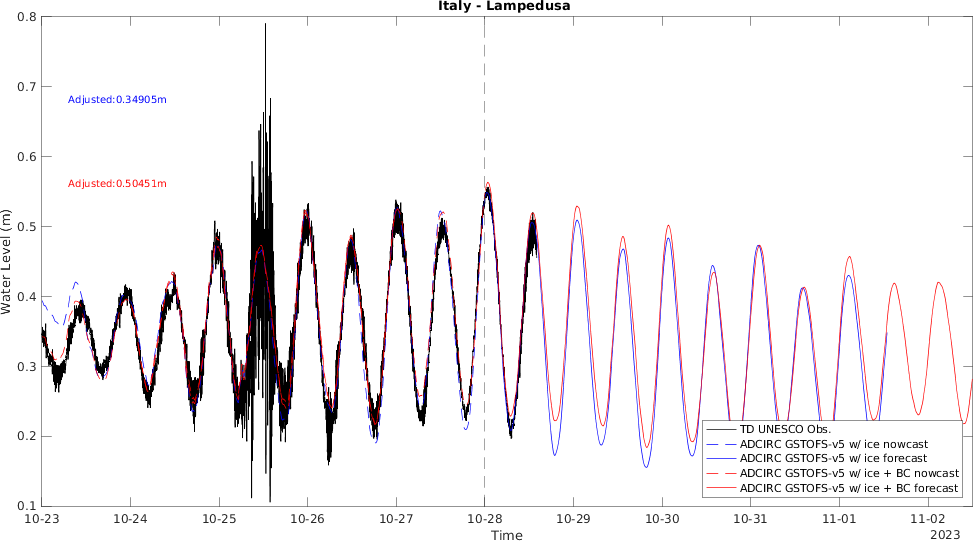 Italy - Lampedusa
0.8
0.7
0.6
0.5
0.4
0.3
0.2
0.1
Water Level (m)
Adjusted:0.34905m
Adjusted:0.50451m
TD UNESCO Obs.
ADCIRC GSTOFS-v5 w/ ice nowcast
ADCIRC GSTOFS-v5 w/ ice forecast
ADCIRC GSTOFS-v5 w/ ice + BC nowcast
ADCIRC GSTOFS-v5 w/ ice + BC forecast
10-23 10-24 10-25 10-26 10-27 10-28 10-29 10-30 10-31 11-01 11-02
Time
2023